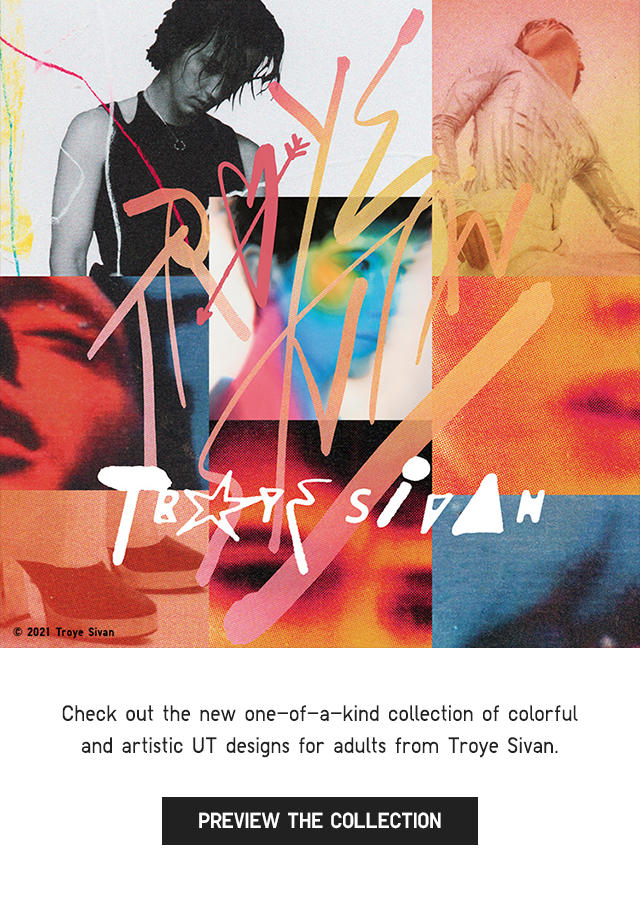 TROYE
SIVAN
TROYE SIVAN
© 2021 Troye Sivan
Check out the new one-of-a-kind collection of colorful
and artistic UT designs for adults from Troye Sivan.
PREVIEW THE COLLECTION